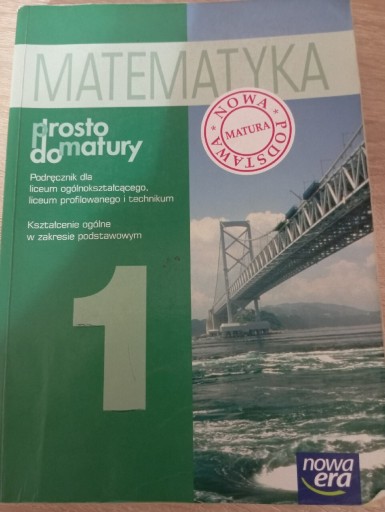 MATEMATYKA
prosto
do matury
NOWA PODSTAWA
MATURA
Podręcznik dla
liceum ogólnokształcącego,
liceum profilowanego i technikum
Kształcenie ogólne
w zakresie podstawowym
1
nowa
era